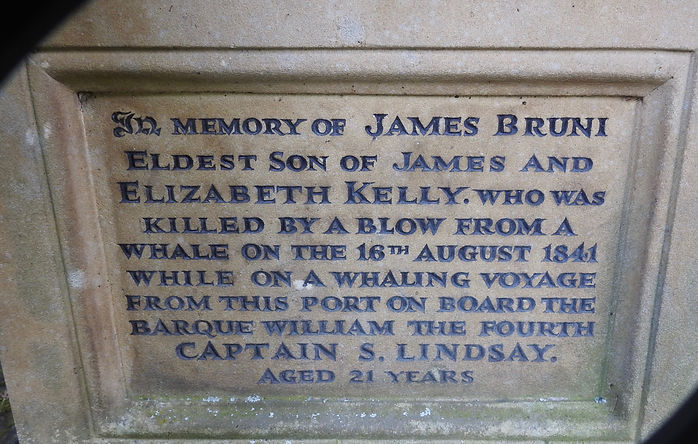 In MEMORY OF JAMES BRUNI
ELDEST SON OF JAMES AND
ELIZABETH KELLY. WHO WAS
KILLED BY A BLOW FROM A
WHALE ON THE 16TH AUGUST 1841
WHILE ON A WHALING VOYAGE
FROM THIS PORT ON BOARD THE
BARQUE WILLIAM THE FOURTH
CAPTAIN S. LINDSAY.
AGED 21 YEARS